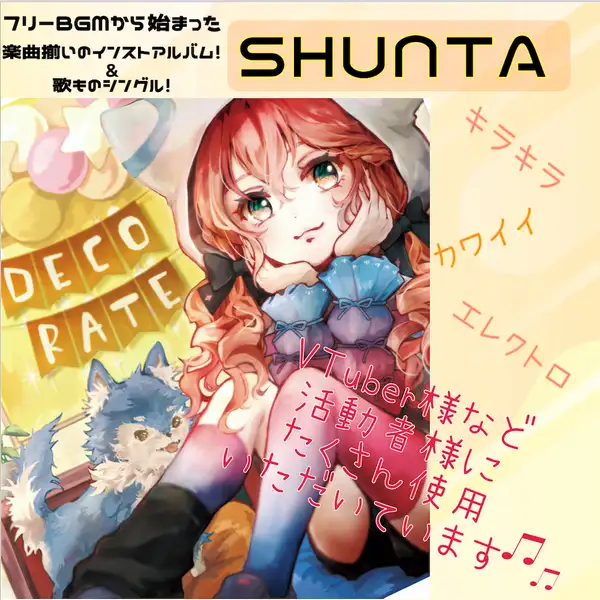 フリーBGMから始まった
楽曲揃いのインストアルバム!
&
歌ものシングル!
SHUNTA
キラキラ
カワイイ
エレクトロ
DECO
RATE
VTuber様など
活動者様に
たくさん使用
いただいています♫♫